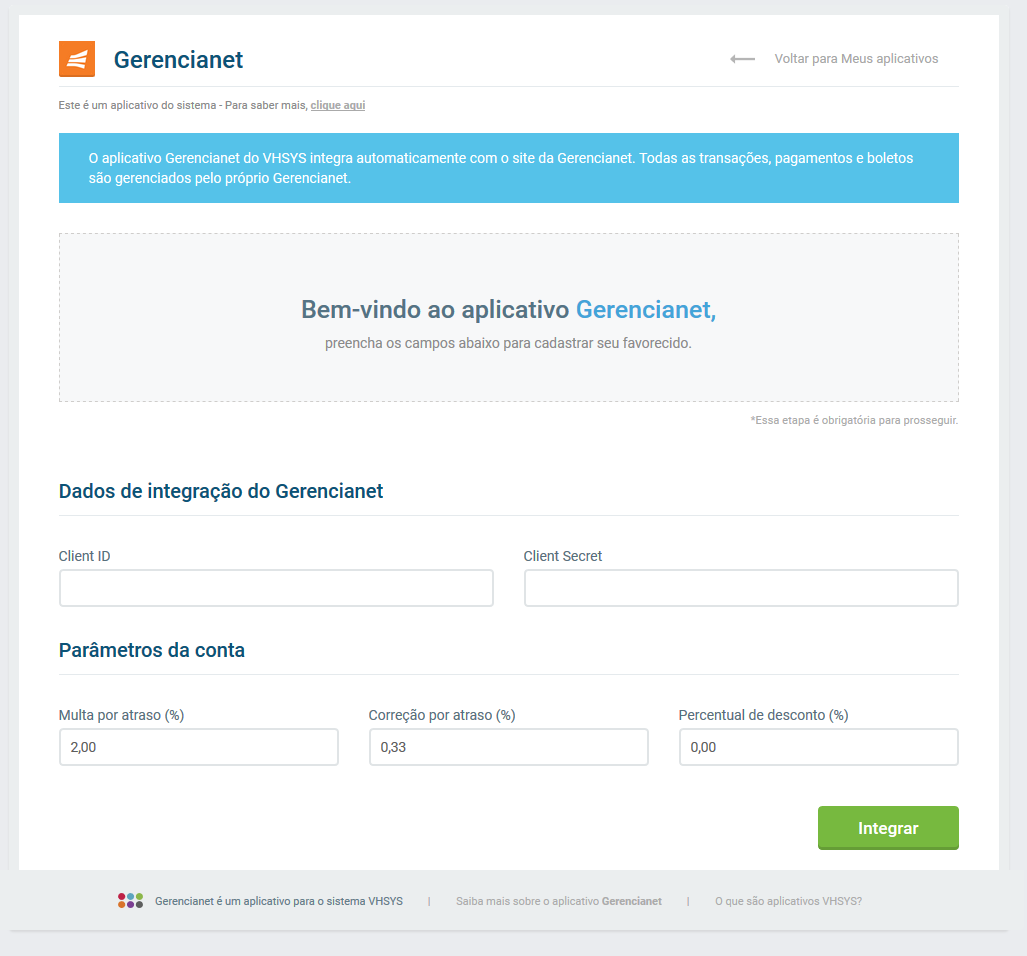 Gerencianet
Voltar para Meus aplicativos
Este é um aplicativo do sistema - Para saber mais, clique aqui
O aplicativo Gerencianet do VHSYS integra automaticamente com o site da Gerencianet. Todas as transações, pagamentos e boletos
são gerenciados pelo próprio Gerencianet.
Bem-vindo ao aplicativo Gerencianet,
preencha os campos abaixo para cadastrar seu favorecido.
*Essa etapa é obrigatória para prosseguir.
Dados de integração do Gerencianet
Client ID
Client Secret
Parâmetros da conta
Multa por atraso (%)
Correção por atraso (%)
Percentual de desconto (%)
2,00
0,33
0,00
Integrar
Gerencianet é um aplicativo para o sistema VHSYS | Saiba mais sobre o aplicativo Gerencianet | O que são aplicativos VHSYS?